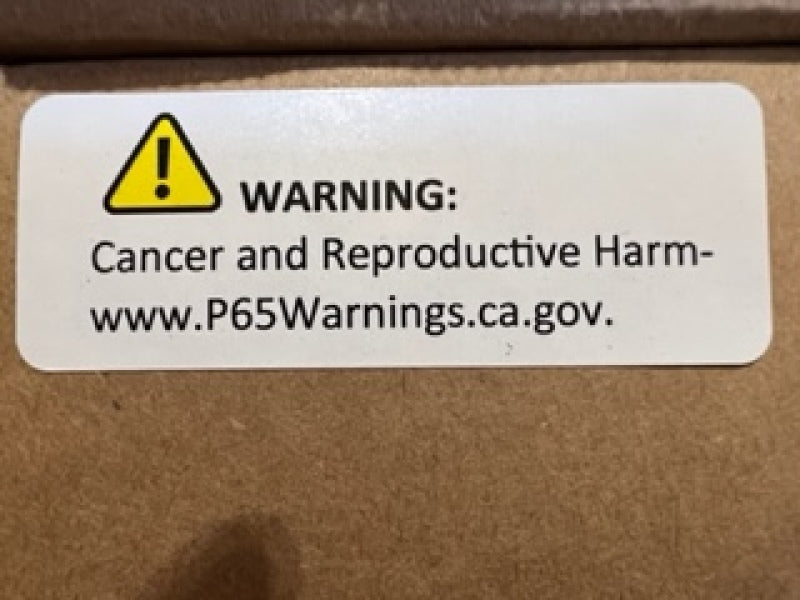 WARNING:
Cancer and Reproductive Harm-
www.P65Warnings.ca.gov.